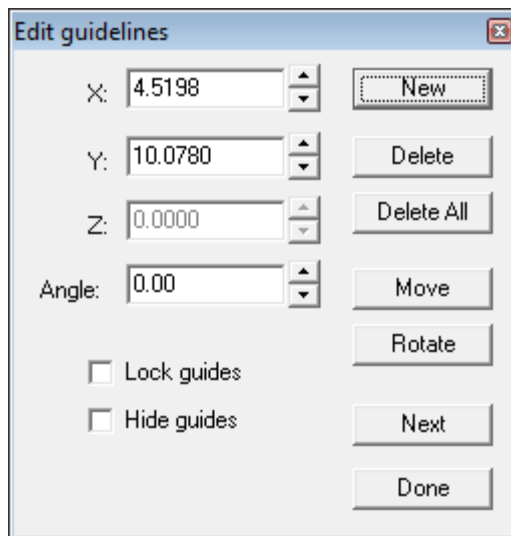 Edit guidelines
X: 4.5198 New
Y: 10.0780 Delete
Z: 0.0000 Delete All
Angle: 0.00 Move
Rotate
Lock guides
Hide guides Next
Done